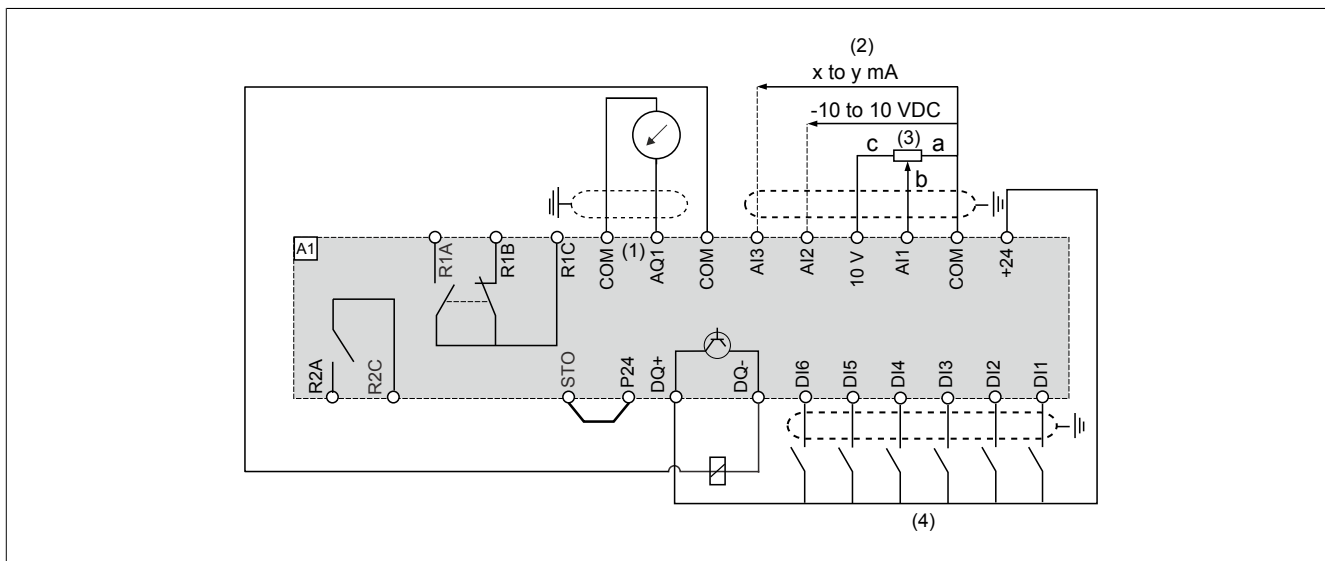 (2)
x to y mA
-10 to 10 VDC
c (3) a
b
A1
R1A R1B R1C COM (1) AQ1 COM AI3 AI2 10 V AI1 COM +24
R2A R2C STO P24 DQ+ DQ- DI6 DI5 DI4 DI3 DI2 DI1
(4)